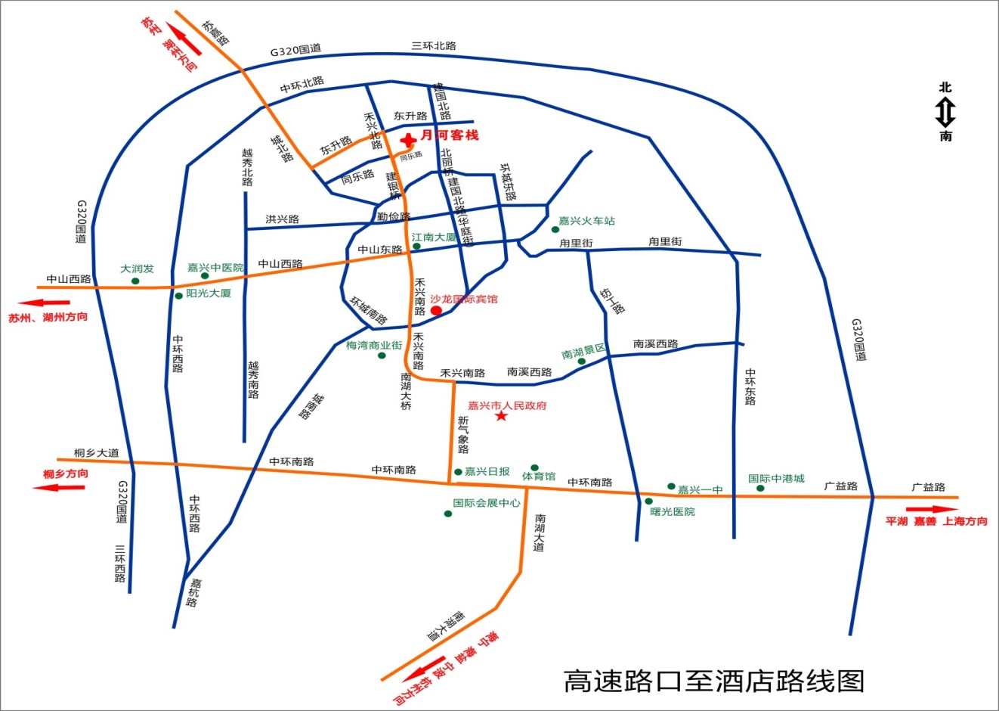 苏州
湖州方向
苏嘉路
G320国道
三环北路
中环北路
建国北路
北
南
禾兴北路
东升路
月河客栈
东升路
城北路
同乐路
同乐路
越秀北路
建银桥
北丽桥
建国北路(华庭街)
环城东路
G320国道
洪兴路
勤俭路
嘉兴火车站
江南大厦
甪里街
甪里街
中山东路
中山西路
嘉兴中医院
大润发
中山西路
阳光大厦
苏州、湖州方向
禾兴南路
沙龙国际宾馆
纺工路
环城南路
G320国道
中环西路
梅湾商业街
禾兴南路
南湖景区
南溪西路
越秀南路
禾兴南路
南溪西路
南湖大桥
中环东路
城南路
嘉兴市人民政府
新气象路
桐乡大道
中环南路
中环南路
嘉兴日报
体育馆
中环南路
国际中港城
桐乡方向
嘉兴一中
广益路
广益路
G320国道
中环西路
国际会展中心
曙光医院
平湖 嘉善 上海方向
南湖大道
三环西路
嘉杭路
南湖大道
海宁 海盐 宁波 杭州方向
高速路口至酒店路线图